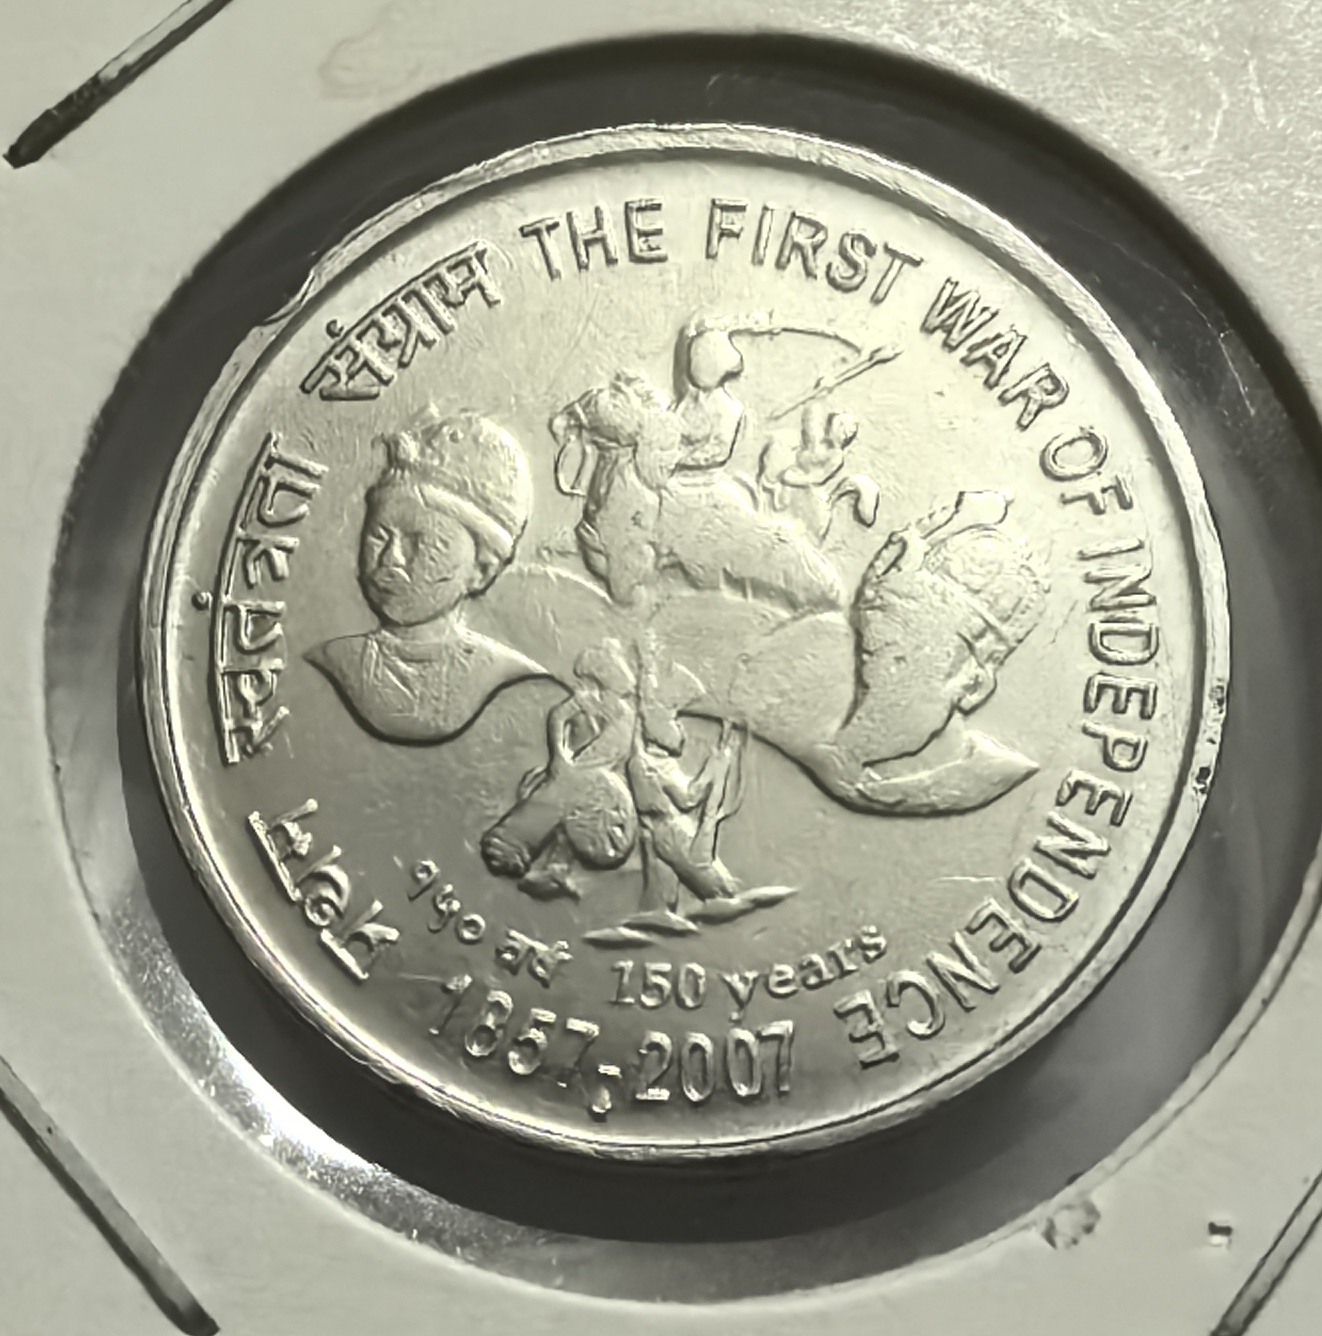 प्रथम स्वतंत्रता संग्राम THE FIRST WAR OF INDEPENDENCE
१५० वर्ष 150 years
1857-2007